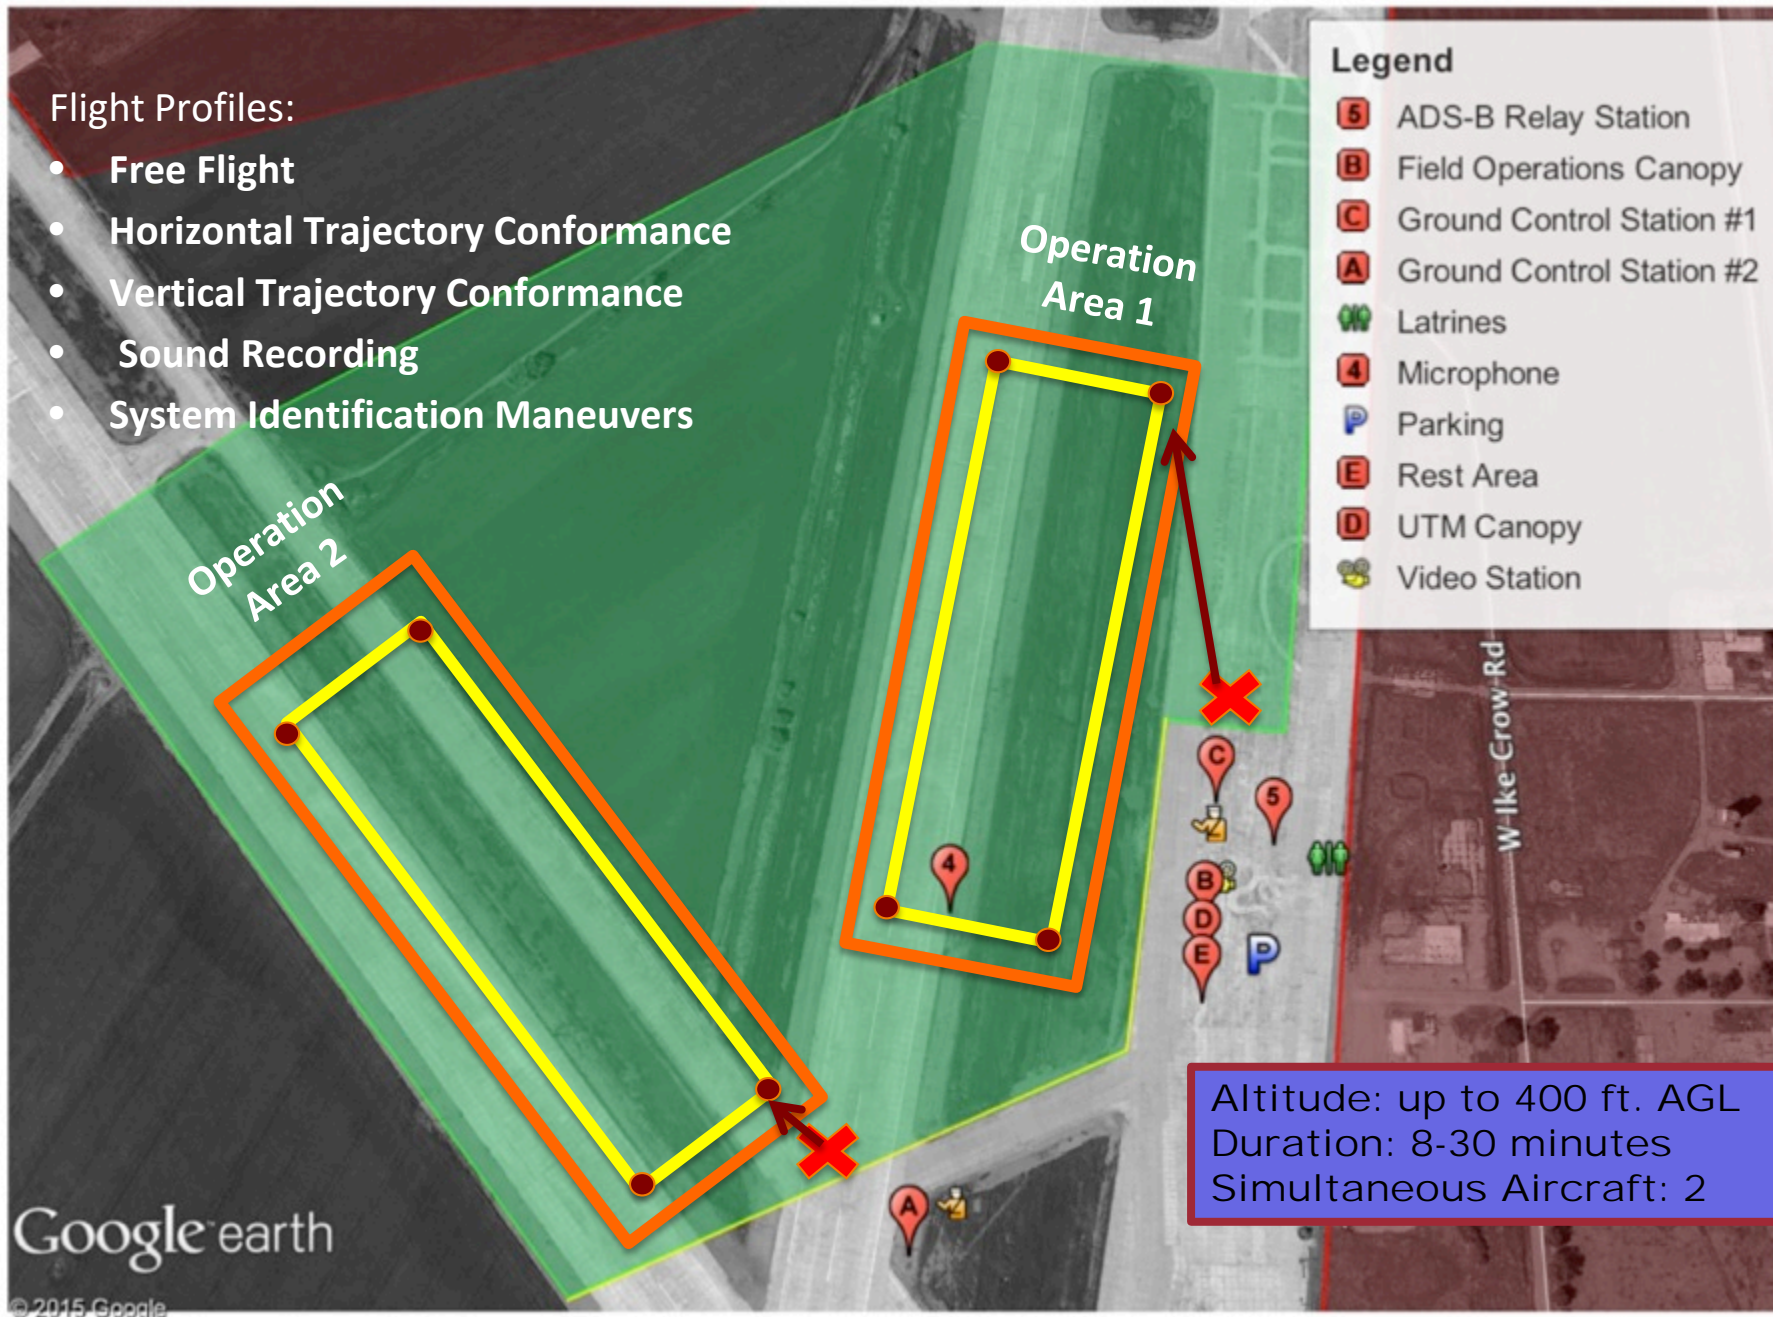 Flight Profiles:
• Free Flight
• Horizontal Trajectory Conformance
• Vertical Trajectory Conformance
• Sound Recording
• System Identification Maneuvers
Operation
Area 1
Operation
Area 2
Legend
5 ADS-B Relay Station
B Field Operations Canopy
C Ground Control Station #1
A Ground Control Station #2
Latrines
4 Microphone
P Parking
E Rest Area
D UTM Canopy
Video Station
W Ike Crow Rd
C
5
4
B
D
E
P
A
Altitude: up to 400 ft. AGL
Duration: 8-30 minutes
Simultaneous Aircraft: 2
Google earth
© 2015 Google